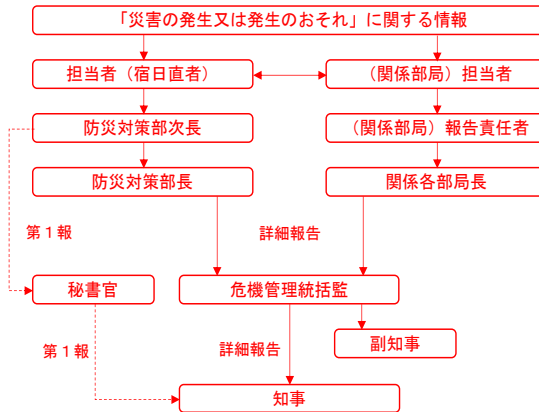 「災害の発生又は発生のおそれ」に関する情報
担当者（宿日直者）
（関係部局）担当者
防災対策部次長
（関係部局）報告責任者
防災対策部長
関係各部局長
第１報
詳細報告
秘書官
危機管理統括監
第１報
詳細報告
副知事
知事